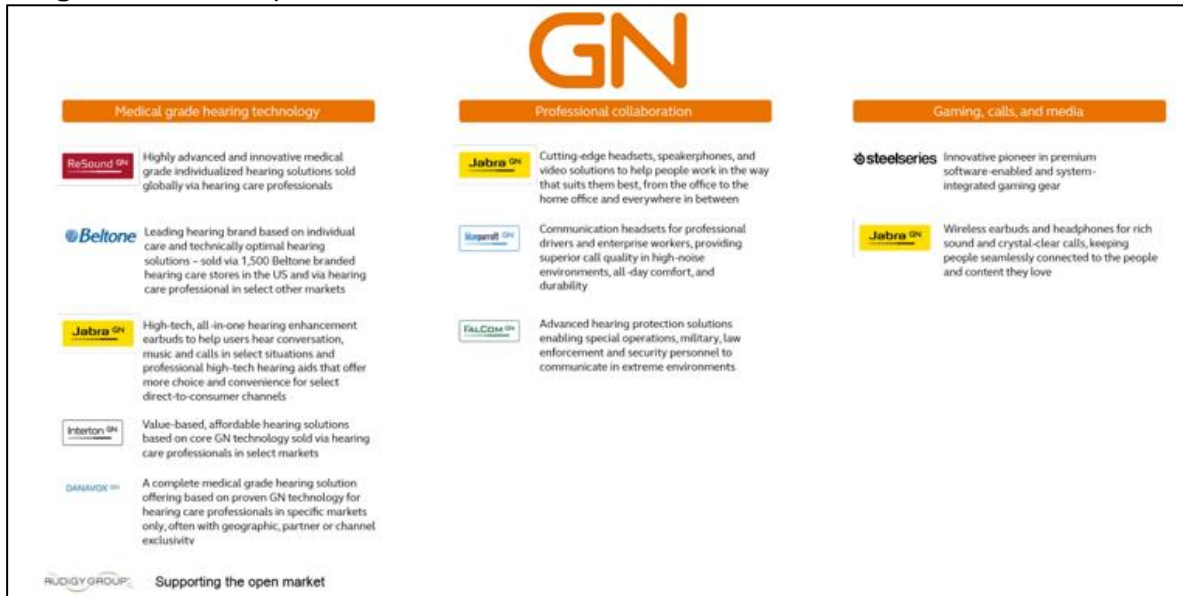 GN
Medical grade hearing technology
ReSound GN
Highly advanced and innovative medical
grade individualized hearing solutions sold
globally via hearing care professionals
Beltone
Leading hearing brand based on individual
care and technically optimal hearing
solutions – sold via 1,500 Beltone branded
hearing care stores in the US and via hearing
care professional in select other markets
Jabra GN
High-tech, all-in-one hearing enhancement
earbuds to help users hear conversation,
music and calls in select situations and
professional high-tech hearing aids that offer
more choice and convenience for select
direct-to-consumer channels
Interton GN
Value-based, affordable hearing solutions
based on core GN technology sold via hearing
care professionals in select markets
DANAVOX GN
A complete medical grade hearing solution
offering based on proven GN technology for
hearing care professionals in specific markets
only, often with geographic, partner or channel
exclusivity
AUDIGY GROUP
Supporting the open market
Professional collaboration
Jabra GN
Cutting-edge headsets, speakerphones, and
video solutions to help people work in the way
that suits them best, from the office to the
home office and everywhere in between
blueparrott GN
Communication headsets for professional
drivers and enterprise workers, providing
superior call quality in high-noise
environments, all-day comfort, and
durability
FALCOM GN
Advanced hearing protection solutions
enabling special operations, military, law
enforcement and security personnel to
communicate in extreme environments
Gaming, calls, and media
steelseries
Innovative pioneer in premium
software-enabled and system-
integrated gaming gear
Jabra GN
Wireless earbuds and headphones for rich
sound and crystal-clear calls, keeping
people seamlessly connected to the people
and content they love